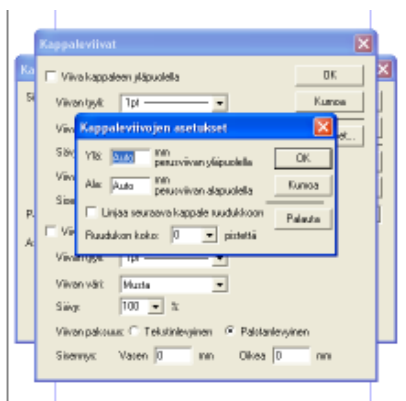 Kappaleviivat
Ka
Viiva kappaleen yläpuolella
OK
Viivan tyyli: 1pt
Kumoa
Kappaleviivojen asetukset
Ylä: Auto mm perusviivan yläpuolella
OK
Ala: Auto mm perusviivan alapuolella
Kumoa
Linjaa seuraava kappale ruudukkoon
Palauta
Ruudukon koko: 0 pistettä
Viivan tyyli: 1pt
Viivan väri: Musta
Sävy: 100 %
Viivan paksuus: Tekstinlevyinen Palstanlevyinen
Sisennys: Vasen 0 mm Oikea 0 mm